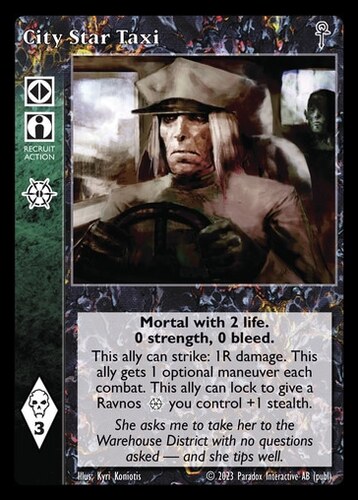 City Star Taxi
RECRUIT
ACTION
Mortal with 2 life.
0 strength, 0 bleed.
This ally can strike: 1R damage. This
ally gets 1 optional maneuver each
combat. This ally can lock to give a
Ravnos you control +1 stealth.
She asks me to take her to the
Warehouse District with no questions
asked — and she tips well.
3
Illus: Kyri Koniotis © 2023 Paradox Interactive AB (publ)